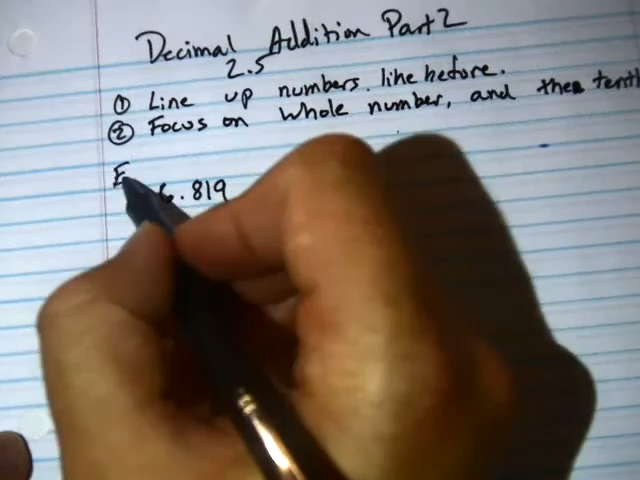 Decimal Addition Part 2
2.5
① Line up numbers. like before.
② Focus on whole number, and then tenth
E
6.819